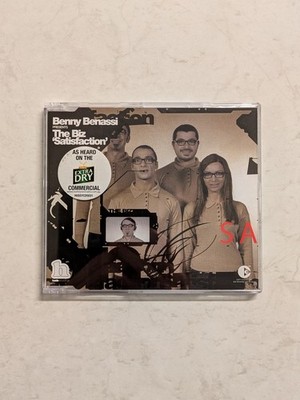 Benny Benassi
presents
The Biz
'Satisfaction'
AS HEARD
ON THE
EXTRA
DRY
COMMERCIAL
SA